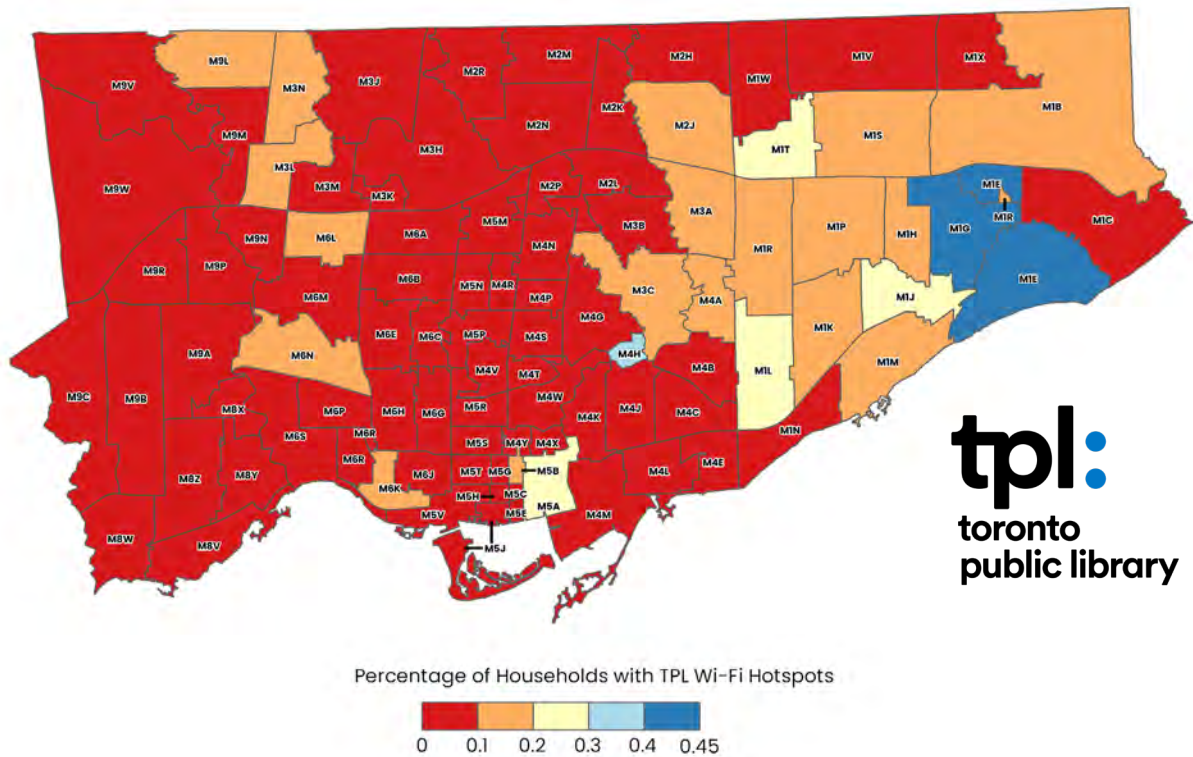 M9L
M3N
M9V
M3J
M2R
M2M
M2H
M1W
M1V
M1X
M1B
M2K
M2J
M2N
M1S
M9M
M3H
M1T
M3L
M9W
M3M
M3K
M2P
M2L
M1E
M1R
M1C
M5M
M3A
M3B
M1R
M1P
M1H
M1G
M9N
M6L
M6A
M4N
M9R
M9P
M6B
M5N
M4R
M3C
M4A
M1E
M6M
M4P
M1J
M4G
M6E
M6C
M5P
M4S
M1K
M9A
M6N
M4H
M4V
M4T
M4B
M1L
M1M
M9C
M9B
M8X
M6P
M6H
M6G
M5R
M4W
M4K
M4J
M4C
M1N
M6S
M6R
M5S
M4Y
M4X
M6R
M8Z
M8Y
M6J
M5T
M5G
M5B
M4L
M4E
M6K
M5H
M5C
M5A
M5V
M5E
M4M
M8W
M8V
M5J
tpl:
toronto
public library
Percentage of Households with TPL Wi-Fi Hotspots
0 0.1 0.2 0.3 0.4 0.45